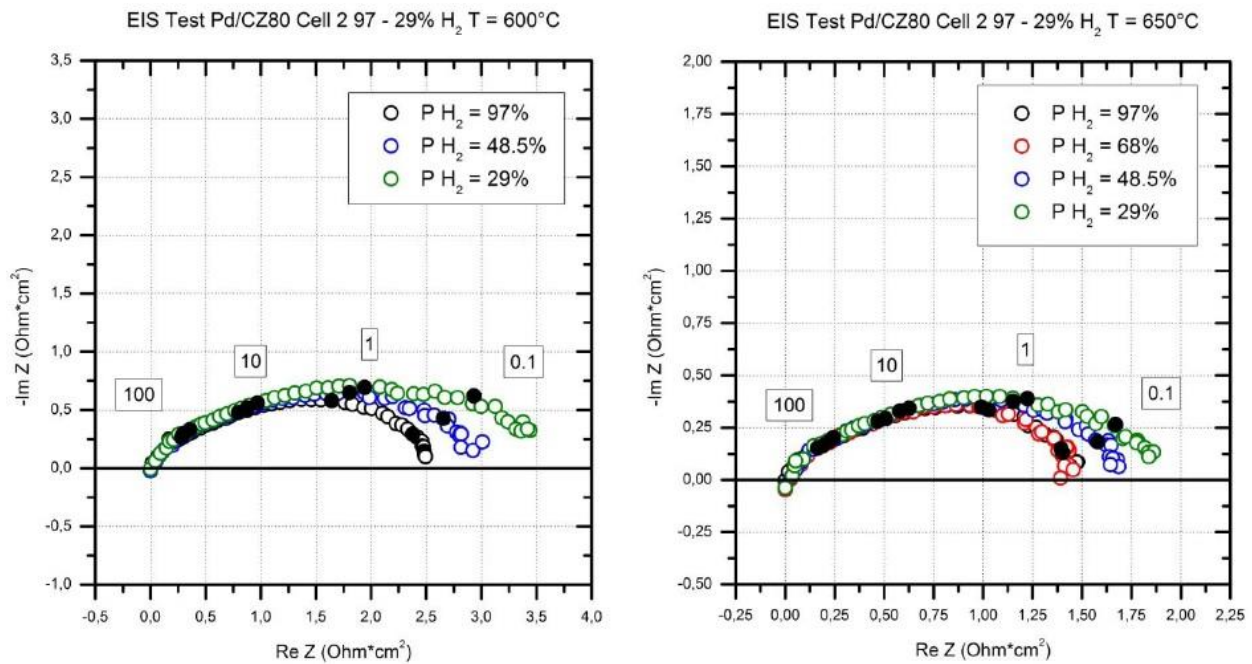 EIS Test Pd/CZ80 Cell 2 97 - 29% H₂ T = 600°C
3,5
3,0
2,5
2,0
1,5
1,0
0,5
0,0
-0,5
-1,0
-Im Z (Ohm*cm²)
P H₂ = 97%
P H₂ = 48.5%
P H₂ = 29%
100
10
1
0.1
-0,5 0,0 0,5 1,0 1,5 2,0 2,5 3,0 3,5 4,0
Re Z (Ohm*cm²)
EIS Test Pd/CZ80 Cell 2 97 - 29% H₂ T = 650°C
2,00
1,75
1,50
1,25
1,00
0,75
0,50
0,25
0,00
-0,25
-0,50
-Im Z (Ohm*cm²)
P H₂ = 97%
P H₂ = 68%
P H₂ = 48.5%
P H₂ = 29%
100
10
1
0.1
-0,25 0,00 0,25 0,50 0,75 1,00 1,25 1,50 1,75 2,00 2,25
Re Z (Ohm*cm²)